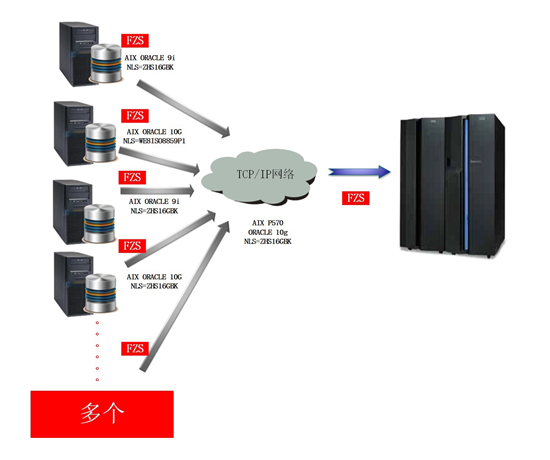 FZS
AIX ORACLE 9i
NLS=ZHS16GBK
FZS
AIX ORACLE 10G
NLS=WE8ISO8859P1
FZS
AIX ORACLE 9i
NLS=ZHS16GBK
FZS
AIX ORACLE 10G
NLS=ZHS16GBK
FZS
多个
TCP/IP网络
AIX P570
ORACLE 10g
NLS=ZHS16GBK
FZS